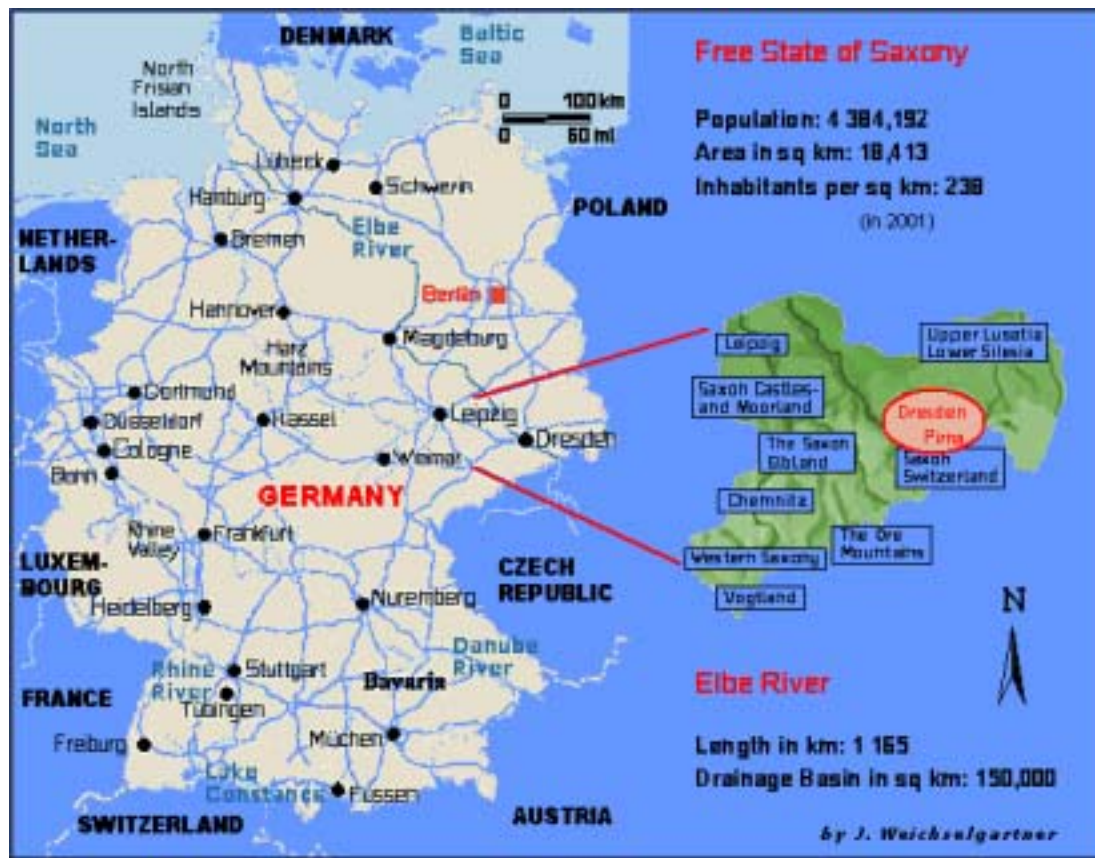 DENMARK
Baltic
Sea
North
Frisian
Islands
North
Sea
0 100 km
0 60 ml
Lübeck
Schwerin
Hamburg
POLAND
NETHER-
LANDS
Bremen
Elbe
River
Berlin
Hannover
Magdeburg
Harz
Mountains
Dortmund
Düsseldorf
Kassel
Leipzig
Cologne
Dresden
Weimar
Bonn
GERMANY
Rhine
Valley
Frankfurt
LUXEM-
BOURG
CZECH
REPUBLIC
Heidelberg
Nuremberg
Danube
River
Rhine
River
Stuttgart
Bavaria
FRANCE
Tübingen
Freiburg
Müchen
Lake
Constance
Fussen
SWITZERLAND
AUSTRIA
Free State of Saxony
Population: 4 384,192
Area in sq km: 18,413
Inhabitants per sq km: 238
(in 2001)
Leipzig
Upper Lusatia
Lower Silesia
Saxon Castles-
and Moorland
Dresden
Pirna
The Saxon
Elbland
Saxon
Switzerland
Chemnitz
The Ore
Mountains
Western Saxony
Vogtland
N
Elbe River
Length in km: 1 165
Drainage Basin in sq km: 150,000
by J. Weichselgartner